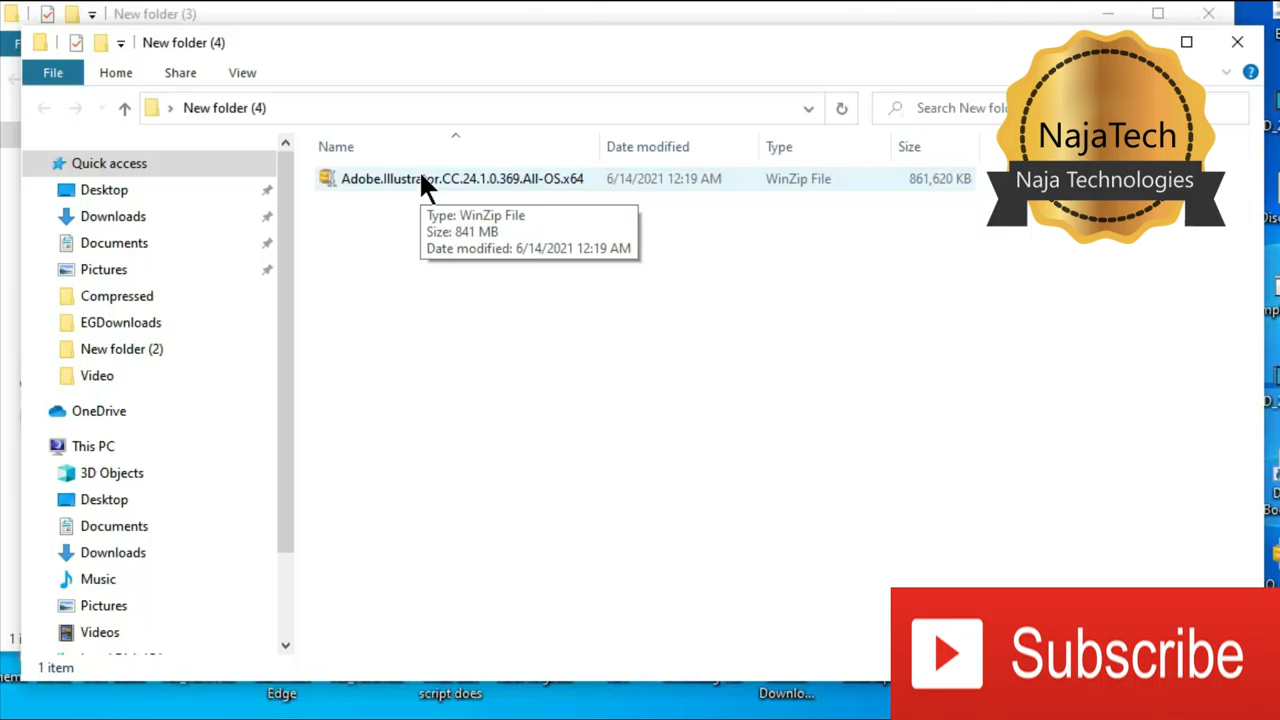 New folder (3)
New folder (4)
File Home Share View
New folder (4)
Search New fol
NajaTech
Naja Technologies
Name Date modified Type Size
Adobe.Illustrator.CC.24.1.0.369.All-OS.x64 6/14/2021 12:19 AM WinZip File 861,620 KB
Type: WinZip File
Size: 841 MB
Date modified: 6/14/2021 12:19 AM
Quick access
Desktop
Downloads
Documents
Pictures
Compressed
EGDownloads
New folder (2)
Video
OneDrive
This PC
3D Objects
Desktop
Documents
Downloads
Music
Pictures
Videos
1 item
Edge
script does
Downlo...
Subscribe